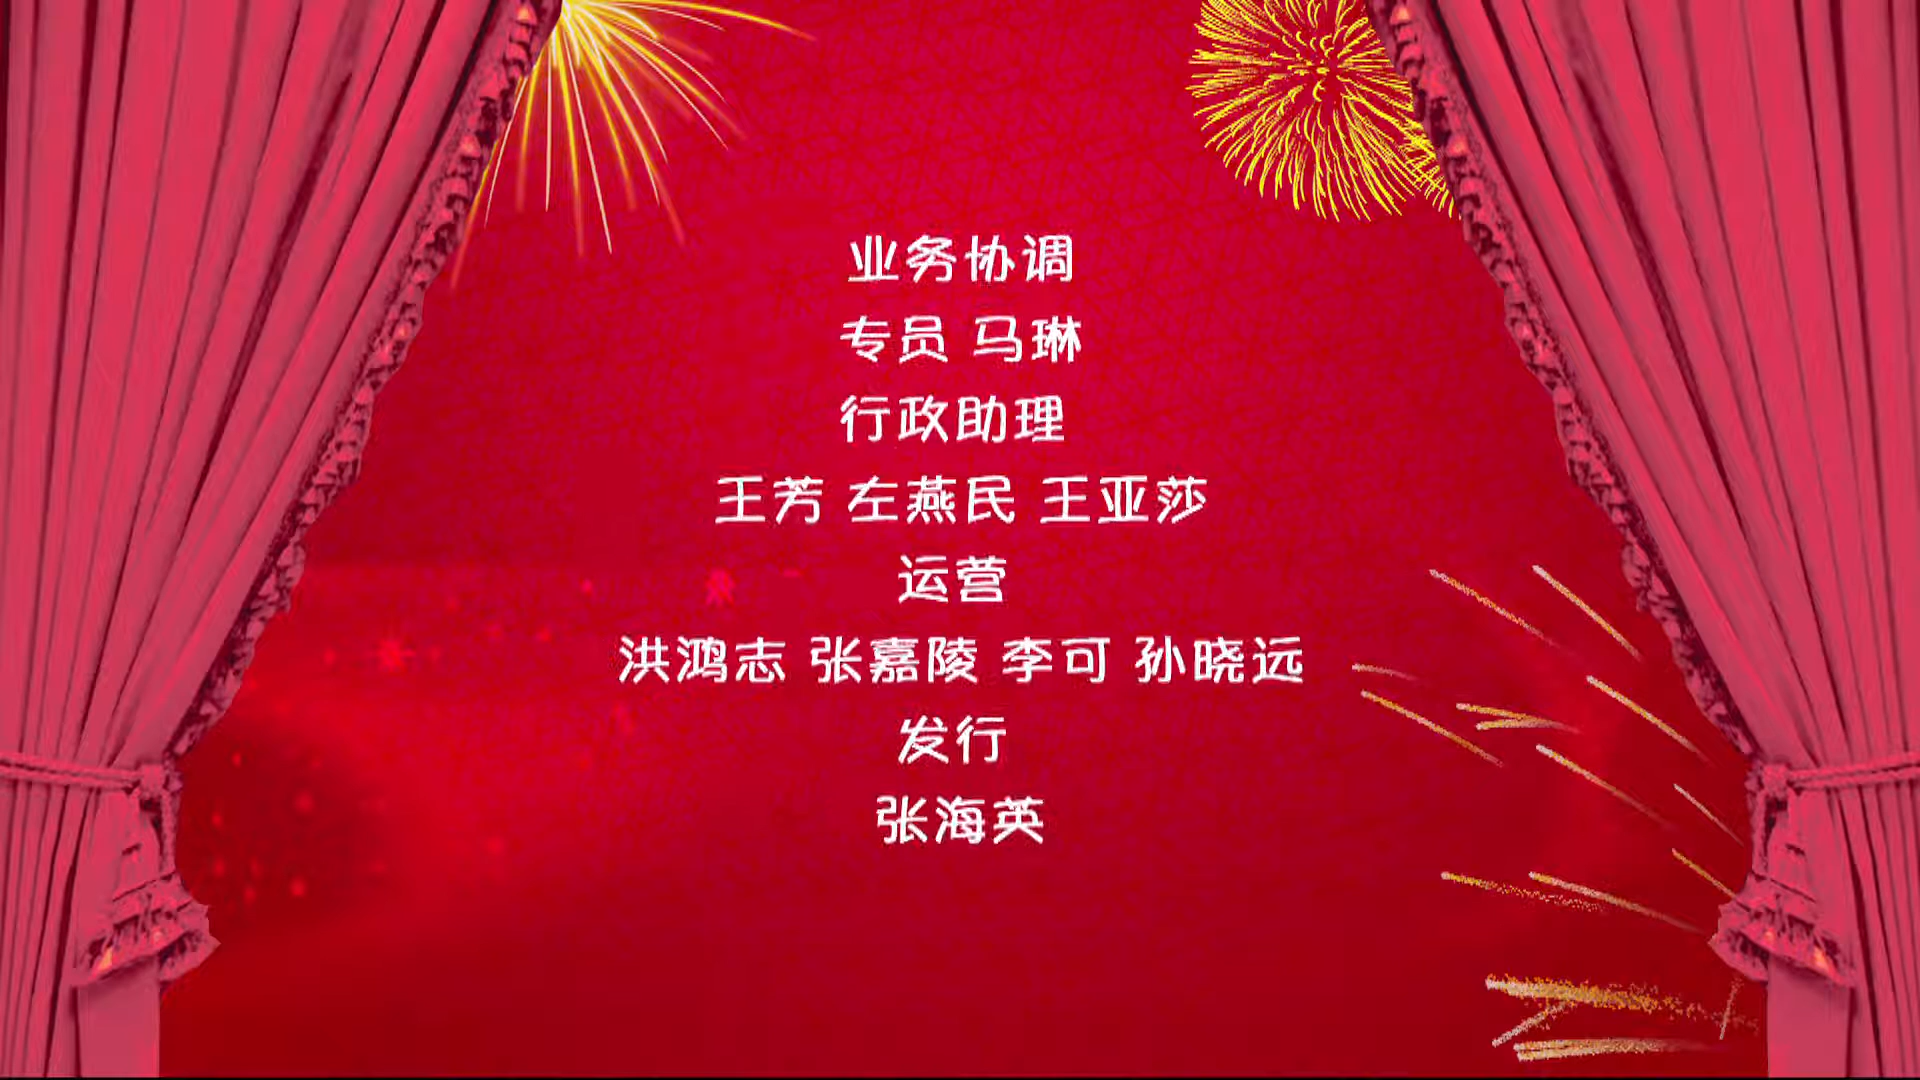 业务协调
专员 马琳
行政助理
王芳 左燕民 王亚莎
运营
洪鸿志 张嘉陵 李可 孙晓远
发行
张海英